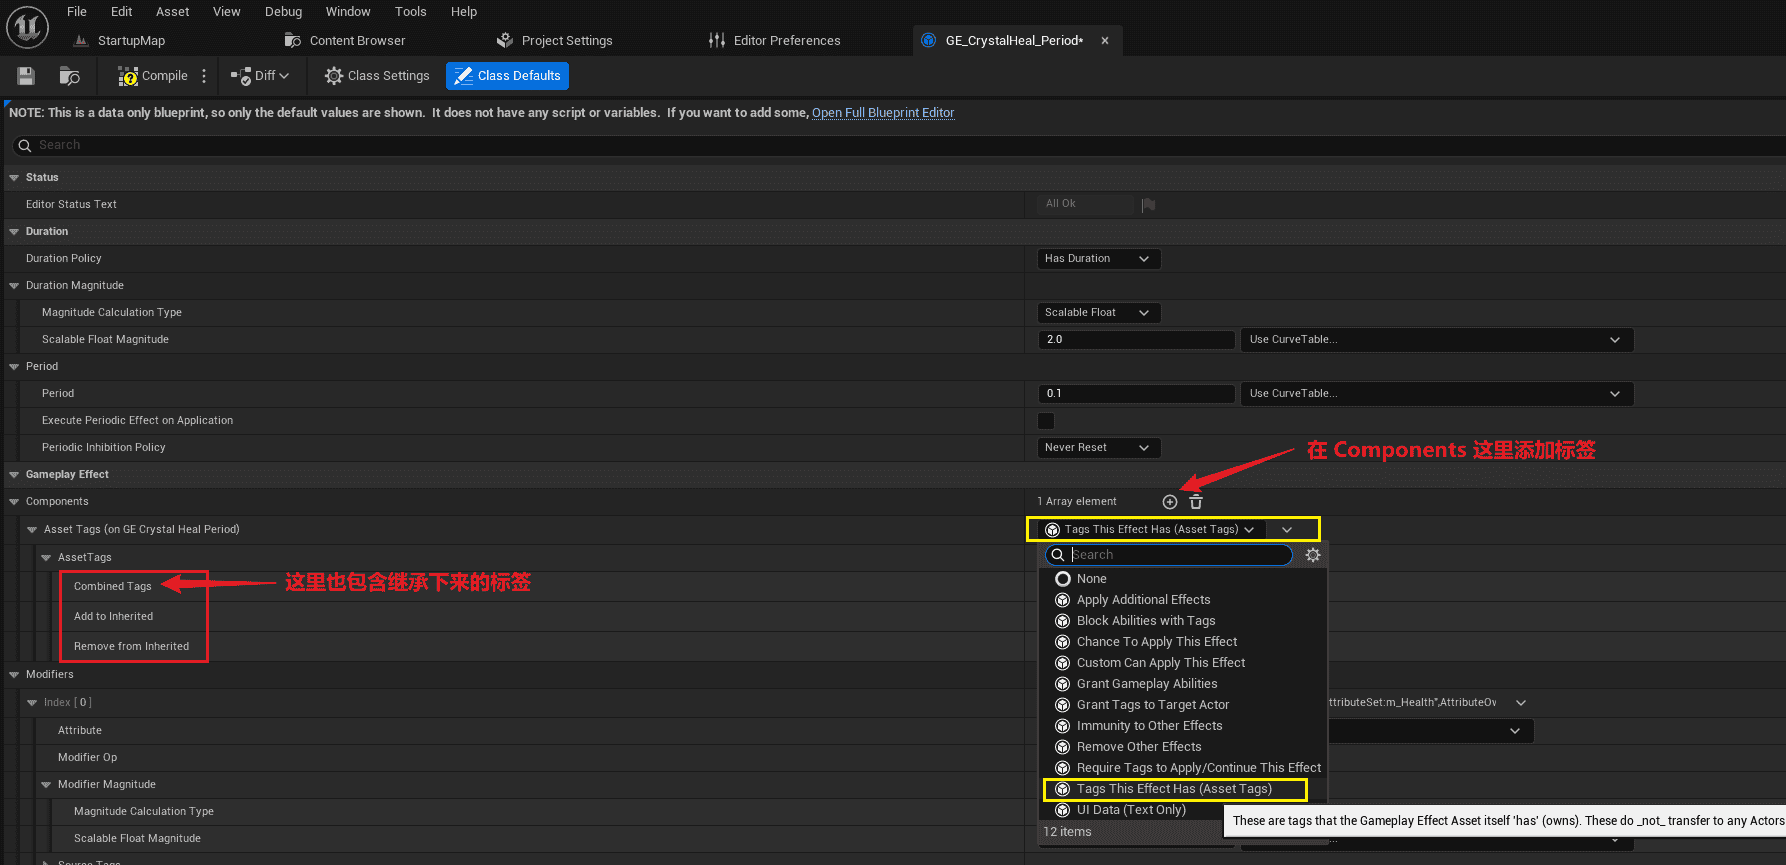 File Edit Asset View Debug Window Tools Help
StartupMap Content Browser Project Settings Editor Preferences GE_CrystalHeal_Period*
Compile Diff Class Settings Class Defaults
NOTE: This is a data only blueprint, so only the default values are shown. It does not have any script or variables. If you want to add some, Open Full Blueprint Editor
Search
Status
Editor Status Text All Ok
Duration
Duration Policy Has Duration
Duration Magnitude
Magnitude Calculation Type Scalable Float
Scalable Float Magnitude 2.0 Use CurveTable...
Period
Period 0.1 Use CurveTable...
Execute Periodic Effect on Application
Periodic Inhibition Policy Never Reset
在 Components 这里添加标签
Gameplay Effect
Components 1 Array element
Asset Tags (on GE Crystal Heal Period) Tags This Effect Has (Asset Tags)
AssetTags Search
Combined Tags 这里也包含继承下来的标签 None
Apply Additional Effects
Add to Inherited Block Abilities with Tags
Remove from Inherited Chance To Apply This Effect
Custom Can Apply This Effect
Modifiers Grant Gameplay Abilities
Index [ 0 ] Grant Tags to Target Actor ttributeSet:m_Health",AttributeOw
Attribute Immunity to Other Effects
Modifier Op Remove Other Effects
Require Tags to Apply/Continue This Effect
Modifier Magnitude Tags This Effect Has (Asset Tags)
Magnitude Calculation Type UI Data (Text Only)
These are tags that the Gameplay Effect Asset itself 'has' (owns). These do _not_ transfer to any Actors
Scalable Float Magnitude 12 items
Source Tags